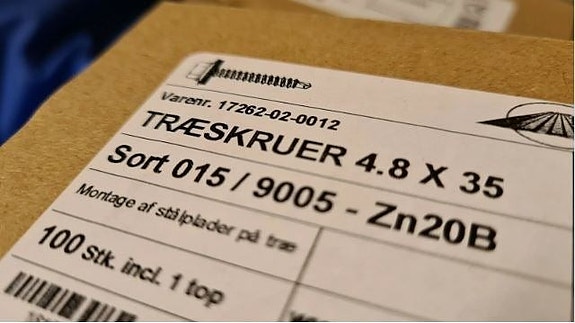 Varenr. 17262-02-0012
TRÆSKRUER 4.8 X 35
Sort 015 / 9005 - Zn20B
Montage af stålplader på træ
100 Stk. incl. 1 top